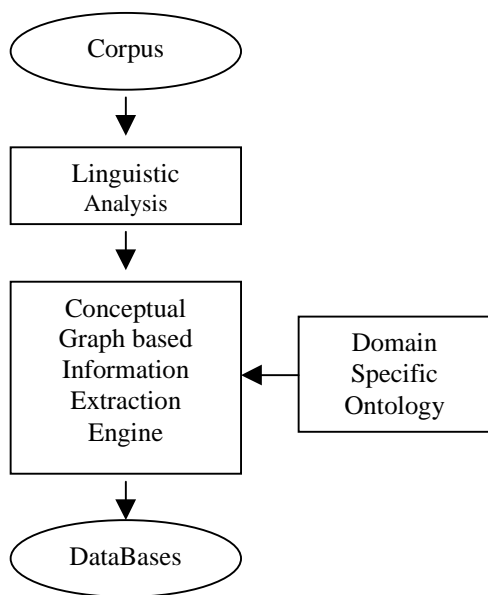 Corpus
Linguistic
Analysis
Conceptual
Graph based
Information
Extraction
Engine
Domain
Specific
Ontology
DataBases